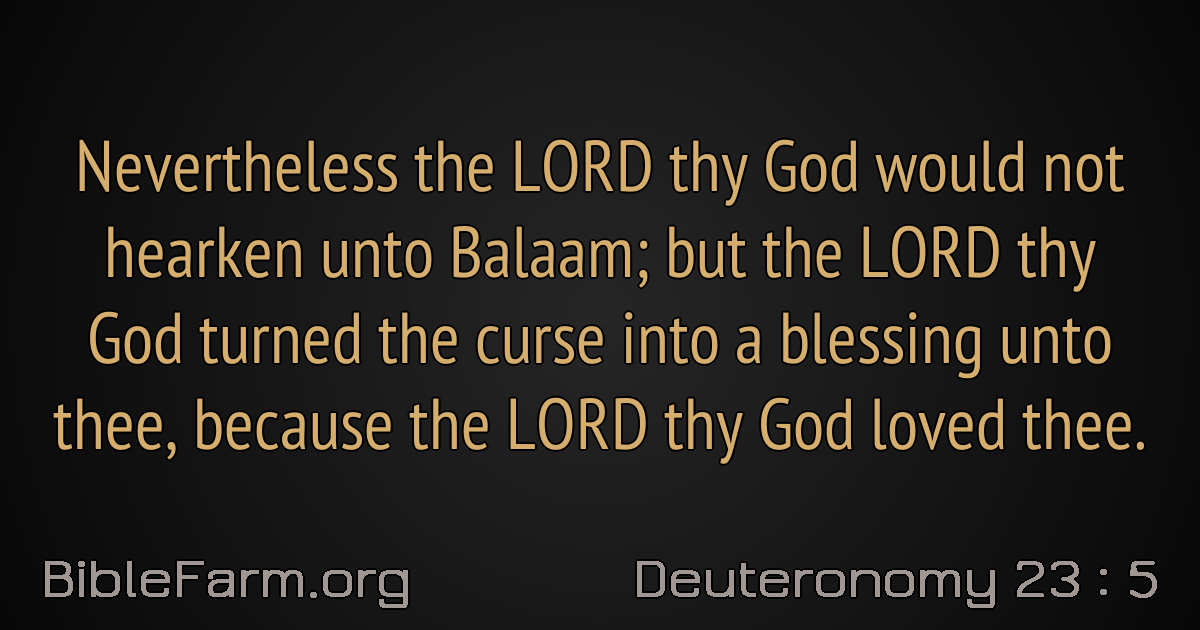 Nevertheless the LORD thy God would not
hearken unto Balaam; but the LORD thy
God turned the curse into a blessing unto
thee, because the LORD thy God loved thee.
BibleFarm.org
Deuteronomy 23 : 5